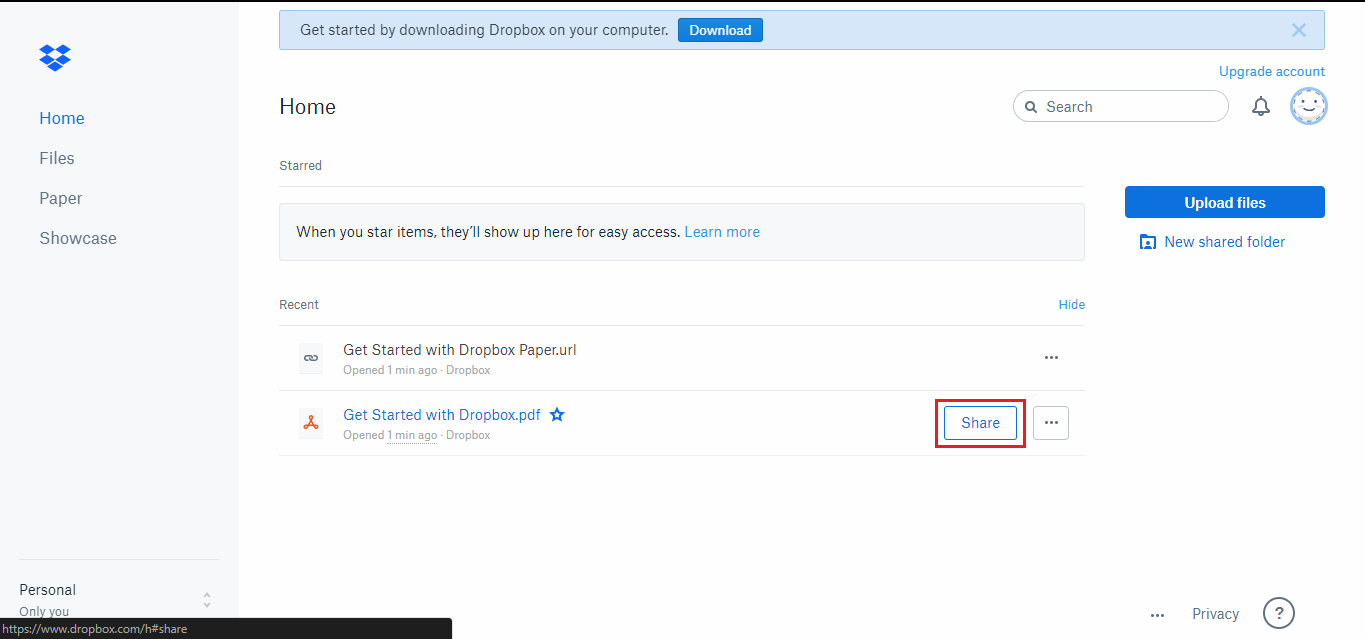 Get started by downloading Dropbox on your computer. Download
Upgrade account
Home
Search
Home
Files
Paper
Showcase
Starred
When you star items, they’ll show up here for easy access. Learn more
Upload files
New shared folder
Recent Hide
Get Started with Dropbox Paper.url
Opened 1 min ago · Dropbox
Get Started with Dropbox.pdf
Opened 1 min ago · Dropbox
Share
Personal
Only you
Privacy ?
https://www.dropbox.com/h#share